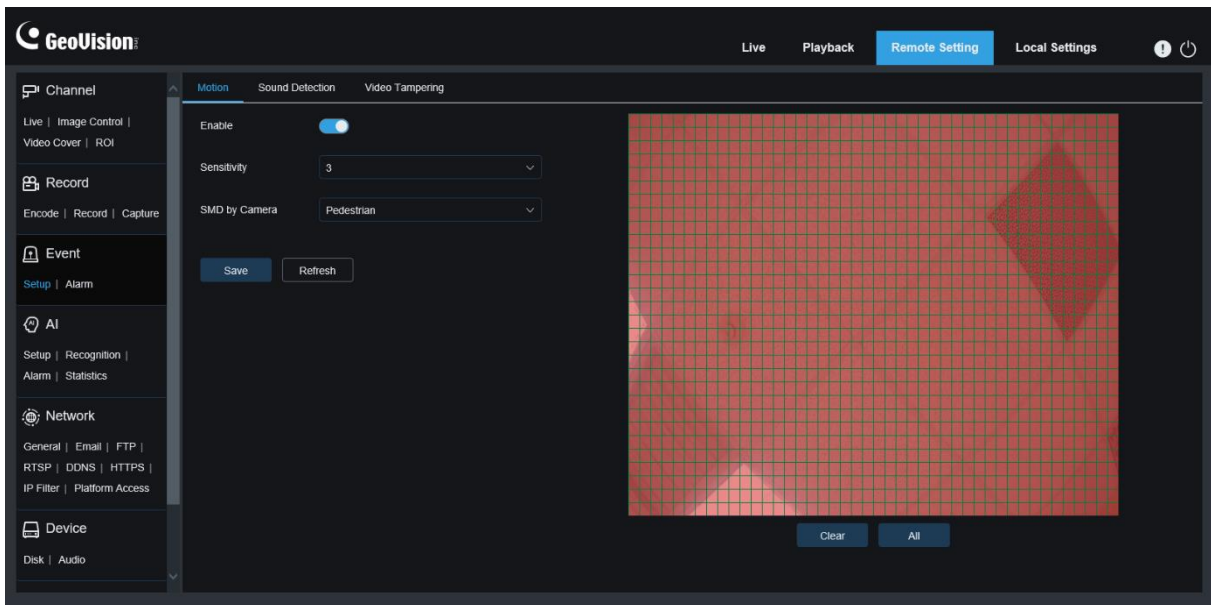 GeoVision Inc
Live Playback Remote Setting Local Settings
Channel
Live | Image Control |
Video Cover | ROI
Record
Encode | Record | Capture
Event
Setup | Alarm
AI
Setup | Recognition |
Alarm | Statistics
Network
General | Email | FTP |
RTSP | DDNS | HTTPS |
IP Filter | Platform Access
Device
Disk | Audio
Motion Sound Detection Video Tampering
Enable
Sensitivity 3
SMD by Camera Pedestrian
Save Refresh
Clear All